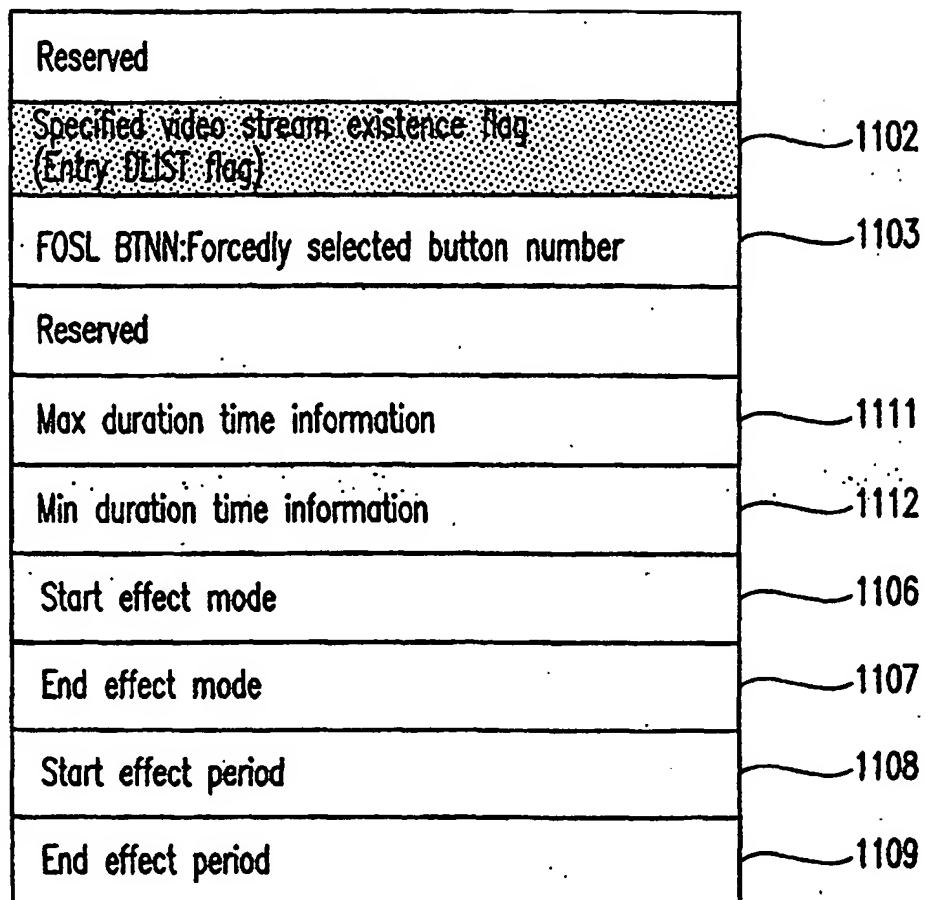 Reserved
Specified video stream existence flag
(Entry DLIST flag)
1102
FOSL BTNN:Forcedly selected button number
1103
Reserved
Max duration time information
1111
Min duration time information
1112
Start effect mode
1106
End effect mode
1107
Start effect period
1108
End effect period
1109